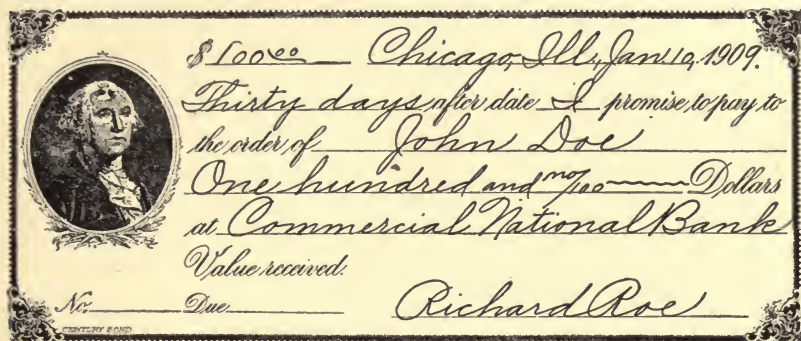 $100.00 Chicago, Ill., Jan. 10, 1909.
Thirty days after date I promise to pay to
the order of John Doe
One hundred and no/100 Dollars
at Commercial National Bank
Value received.
No. Due Richard Roe
CENTURY BOND